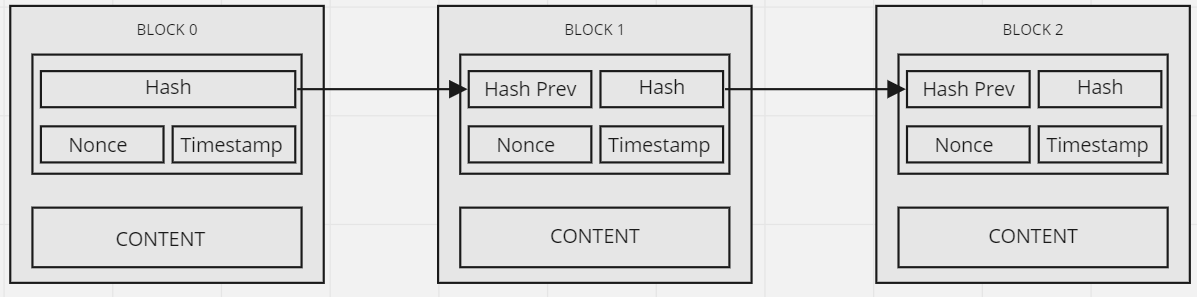 BLOCK 0
Hash
Nonce
Timestamp
CONTENT
BLOCK 1
Hash Prev
Hash
Nonce
Timestamp
CONTENT
BLOCK 2
Hash Prev
Hash
Nonce
Timestamp
CONTENT